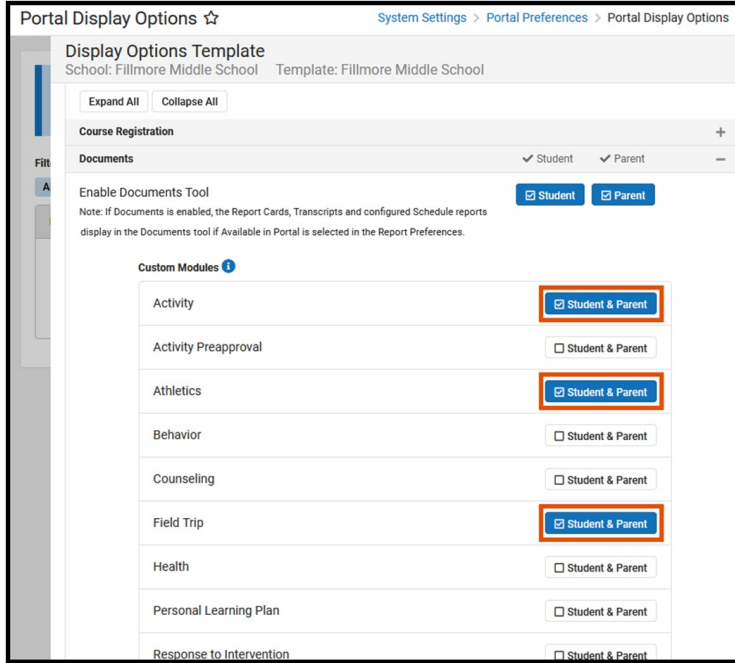 Portal Display Options
System Settings > Portal Preferences > Portal Display Options
Display Options Template
School: Fillmore Middle School Template: Fillmore Middle School
Expand All Collapse All
Course Registration +
Filt
Documents Student Parent −
A
Enable Documents Tool Student Parent
Note: If Documents is enabled, the Report Cards, Transcripts and configured Schedule reports
display in the Documents tool if Available in Portal is selected in the Report Preferences.
Custom Modules i
Activity Student & Parent
Activity Preapproval Student & Parent
Athletics Student & Parent
Behavior Student & Parent
Counseling Student & Parent
Field Trip Student & Parent
Health Student & Parent
Personal Learning Plan Student & Parent
Response to Intervention Student & Parent